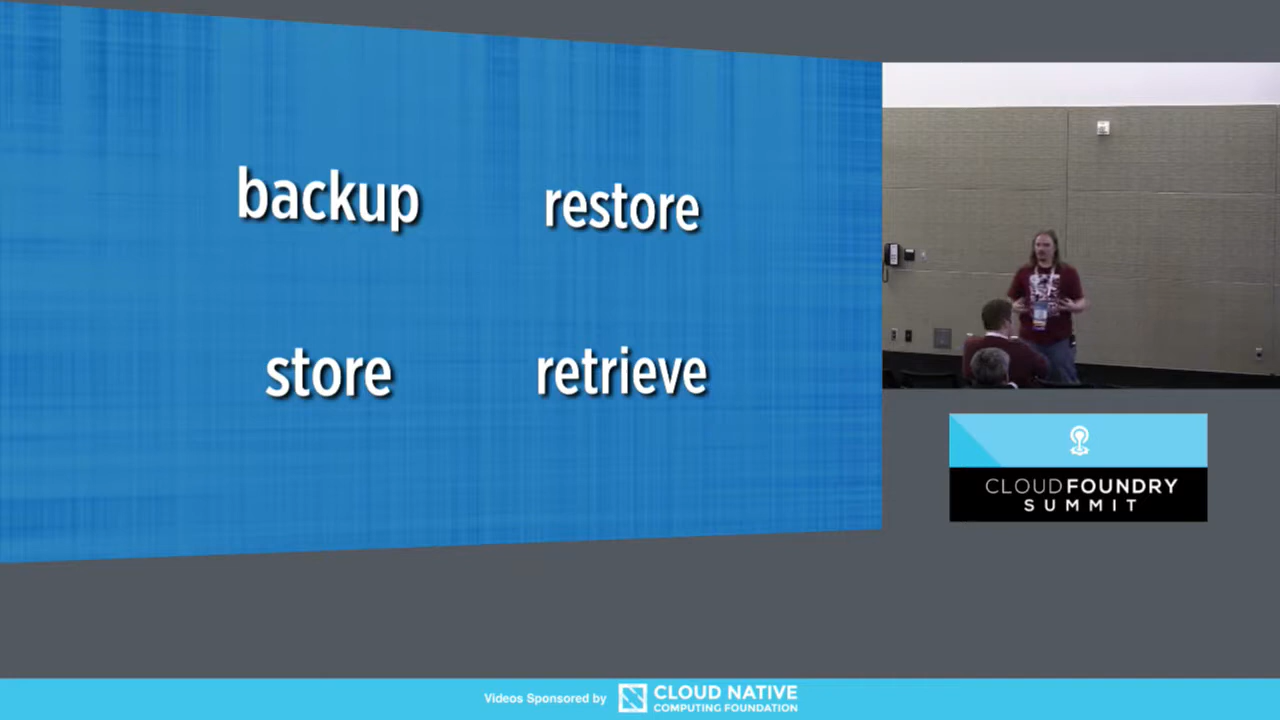 backup restore
store retrieve
CLOUD FOUNDRY
SUMMIT
Videos Sponsored by
CLOUD NATIVE
COMPUTING FOUNDATION